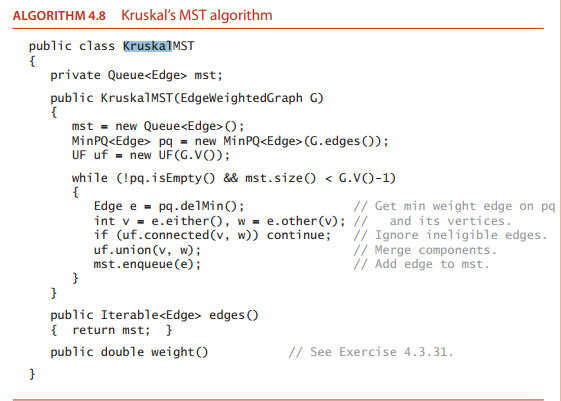 ALGORITHM 4.8 Kruskal's MST algorithm
public class KruskalMST
{
private Queue<Edge> mst;
public KruskalMST(EdgeWeightedGraph G)
{
mst = new Queue<Edge>();
MinPQ<Edge> pq = new MinPQ<Edge>(G.edges());
UF uf = new UF(G.V());
while (!pq.isEmpty() && mst.size() < G.V()-1)
{
Edge e = pq.delMin(); // Get min weight edge on pq
int v = e.either(), w = e.other(v); // and its vertices.
if (uf.connected(v, w)) continue; // Ignore ineligible edges.
uf.union(v, w); // Merge components.
mst.enqueue(e); // Add edge to mst.
}
}
public Iterable<Edge> edges()
{ return mst; }
public double weight() // See Exercise 4.3.31.
}